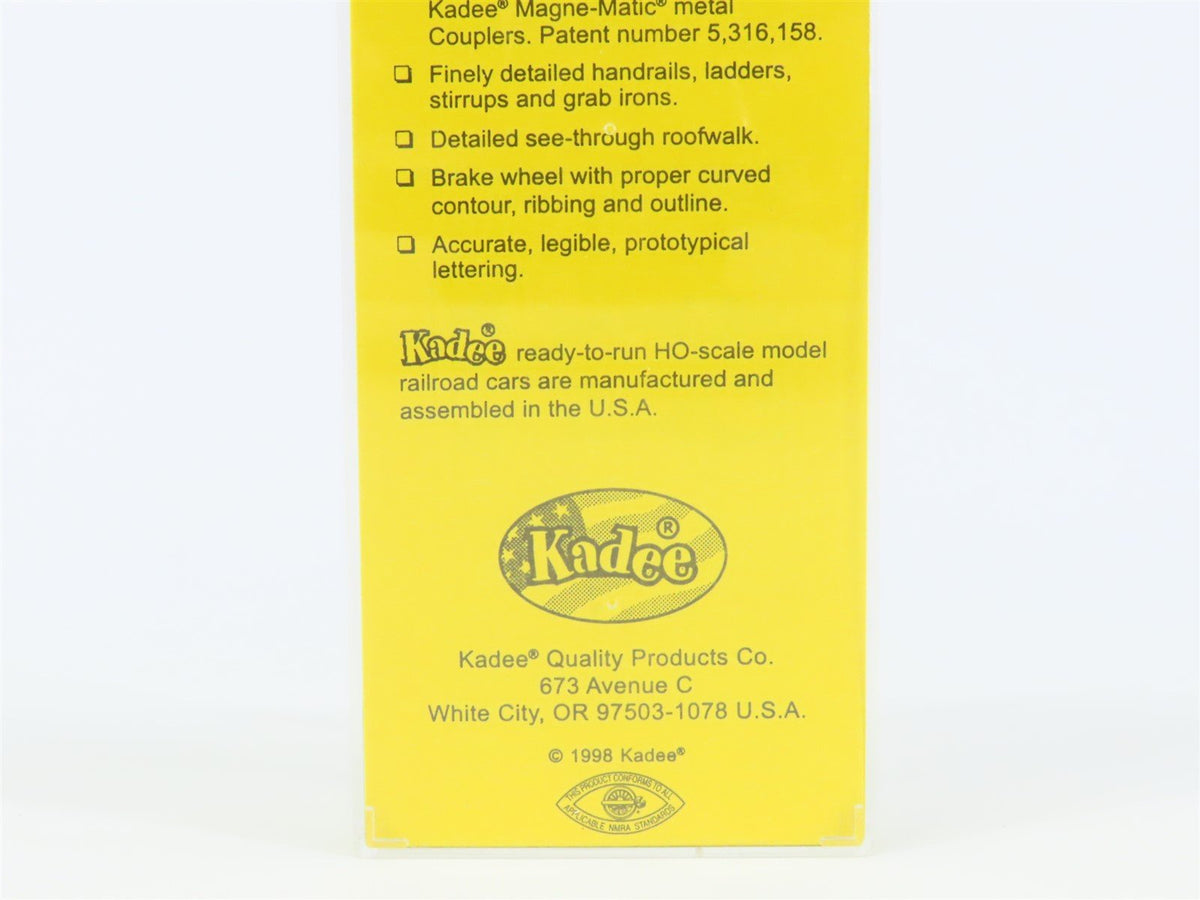 Kadee® Magne-Matic® metal
Couplers. Patent number 5,316,158.
❏ Finely detailed handrails, ladders,
stirrups and grab irons.
❏ Detailed see-through roofwalk.
❏ Brake wheel with proper curved
contour, ribbing and outline.
❏ Accurate, legible, prototypical
lettering.
Kadee® ready-to-run HO-scale model
railroad cars are manufactured and
assembled in the U.S.A.
Kadee®
Kadee® Quality Products Co.
673 Avenue C
White City, OR 97503-1078 U.S.A.
© 1998 Kadee®
THIS PRODUCT CONFORMS TO ALL
APPLICABLE NMRA STANDARDS